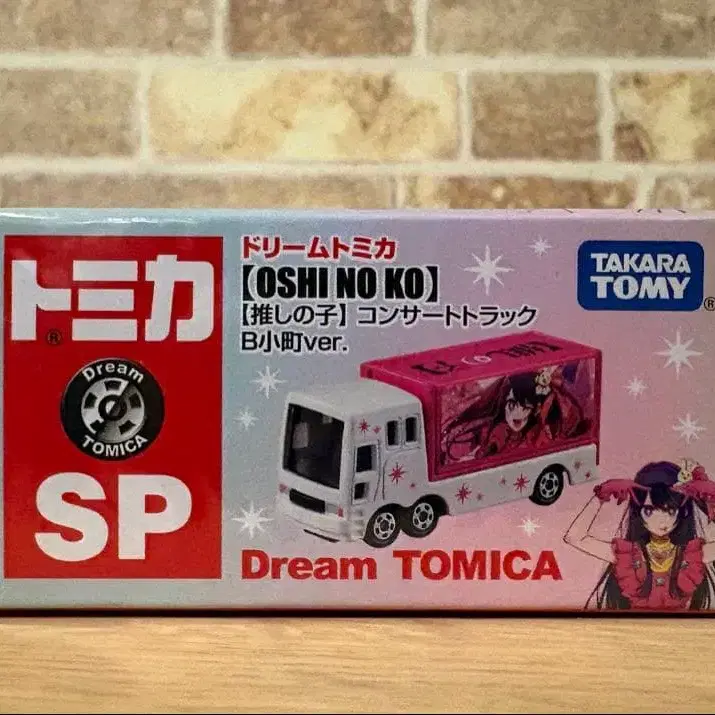 トミカ®
Dream
TOMICA
SP
ドリームトミカ
【OSHI NO KO】
【推しの子】 コンサートトラック
B小町ver.
TAKARA
TOMY®
Dream TOMICA